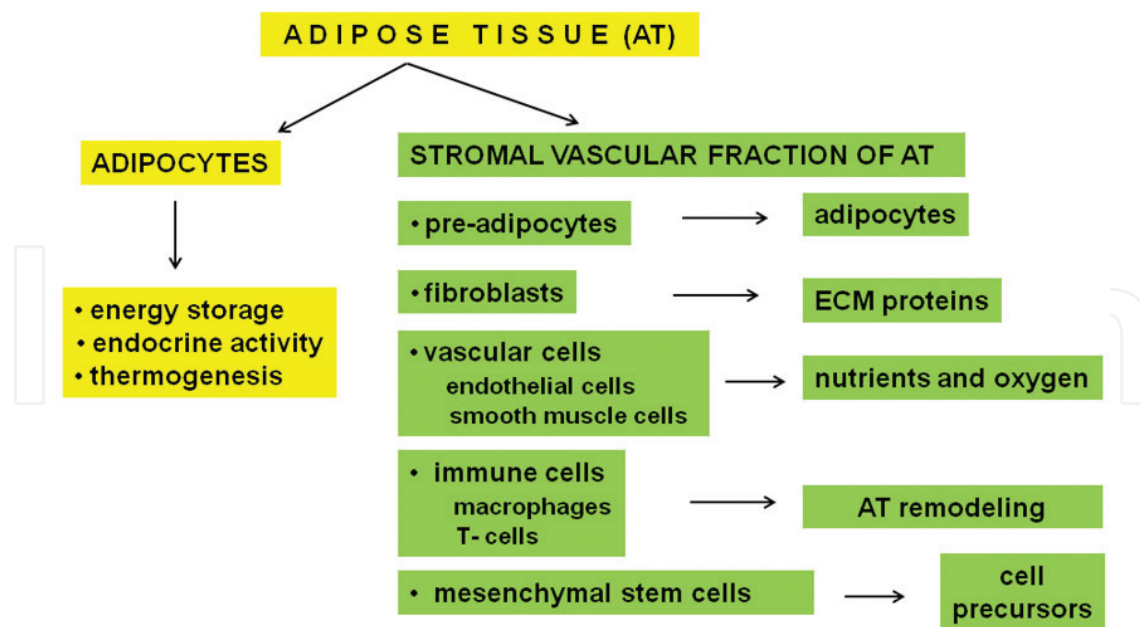 ADIPOSE TISSUE (AT)
ADIPOCYTES
• energy storage
• endocrine activity
• thermogenesis
STROMAL VASCULAR FRACTION OF AT
• pre-adipocytes
adipocytes
• fibroblasts
ECM proteins
• vascular cells
endothelial cells
smooth muscle cells
nutrients and oxygen
• immune cells
macrophages
T- cells
AT remodeling
• mesenchymal stem cells
cell
precursors